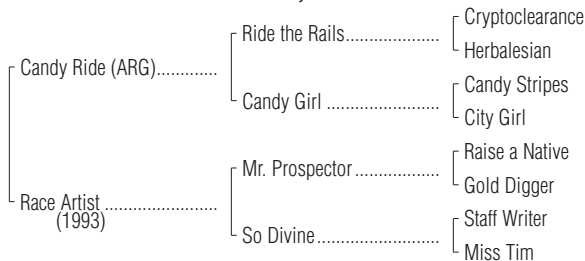 Cryptoclearance
Ride the Rails..................
Herbalesian
Candy Ride (ARG)............
Candy Stripes
Candy Girl .......................
City Girl
Raise a Native
Mr. Prospector .................
Gold Digger
Race Artist .......................
(1993)
Staff Writer
So Divine.........................
Miss Tim